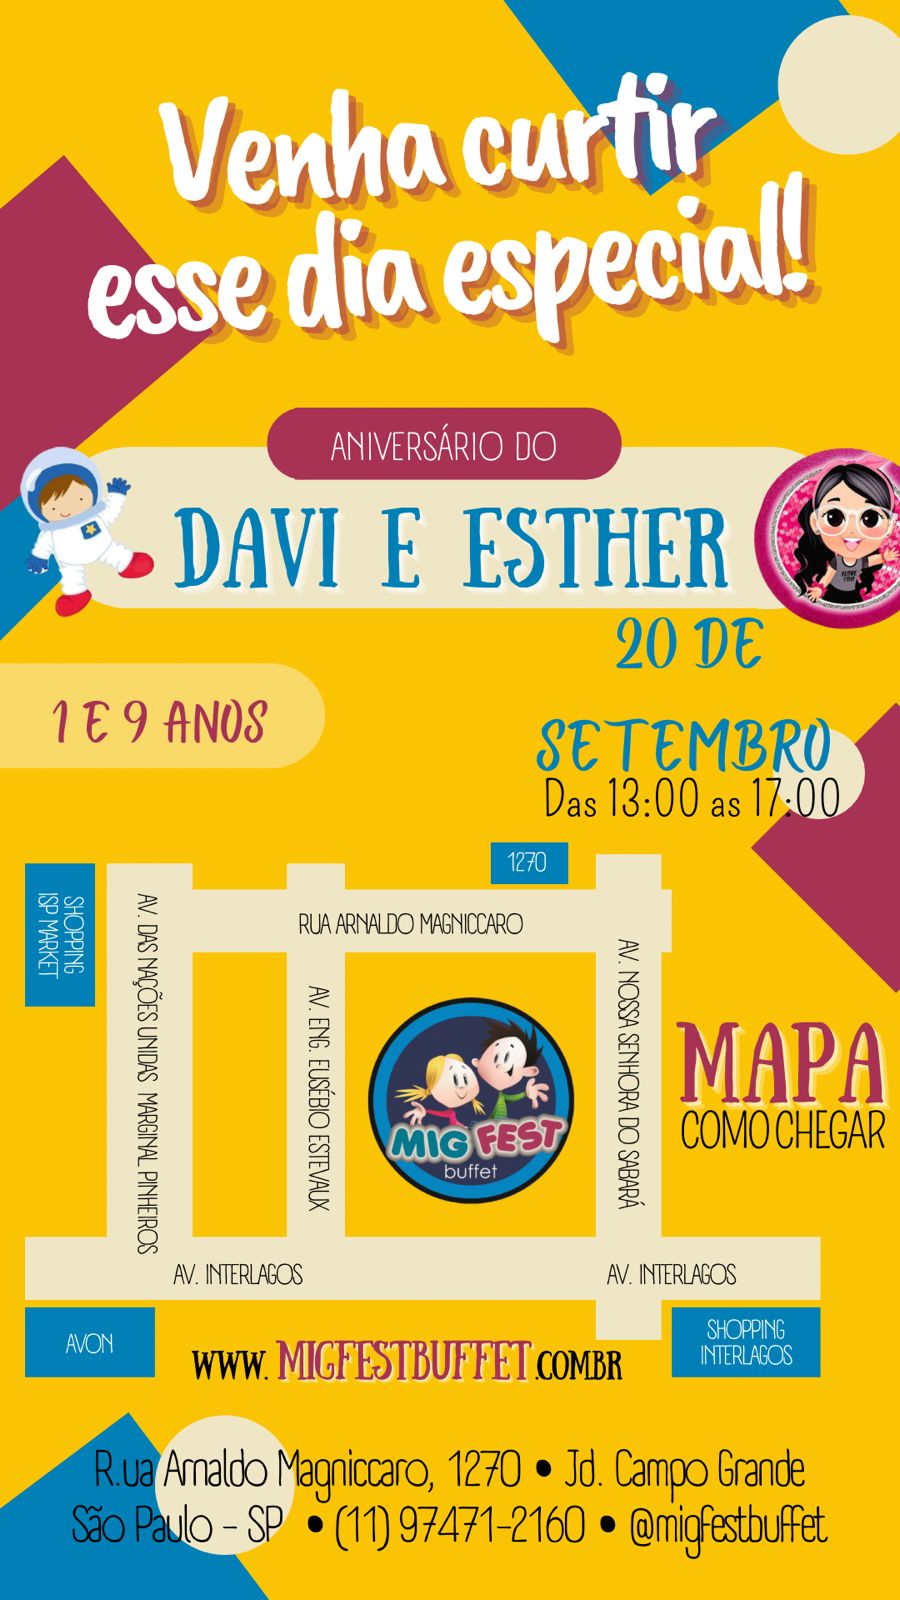 Venha curtir
esse dia especial!
ANIVERSÁRIO DO
DAVI E ESTHER
I LOVE
YOU
20 DE
SETEMBRO
1 E 9 ANOS
Das 13:00 as 17:00
1270
SHOPPING
ISP MARKET
AV. DAS NAÇÕES UNIDAS MARGINAL PINHEIROS
RUA ARNALDO MAGNICCARO
AV. ENG. EUSÉBIO ESTEVAUX
AV. NOSSA SENHORA DO SABARÁ
MIG FEST
buffet
MAPA
COMO CHEGAR
AV. INTERLAGOS
AV. INTERLAGOS
AVON
SHOPPING
INTERLAGOS
WWW. MIGFESTBUFFET.COM.BR
R.ua Arnaldo Magniccaro, 1270 • Jd. Campo Grande
São Paulo - SP • (11) 97471-2160 • @migfestbuffet